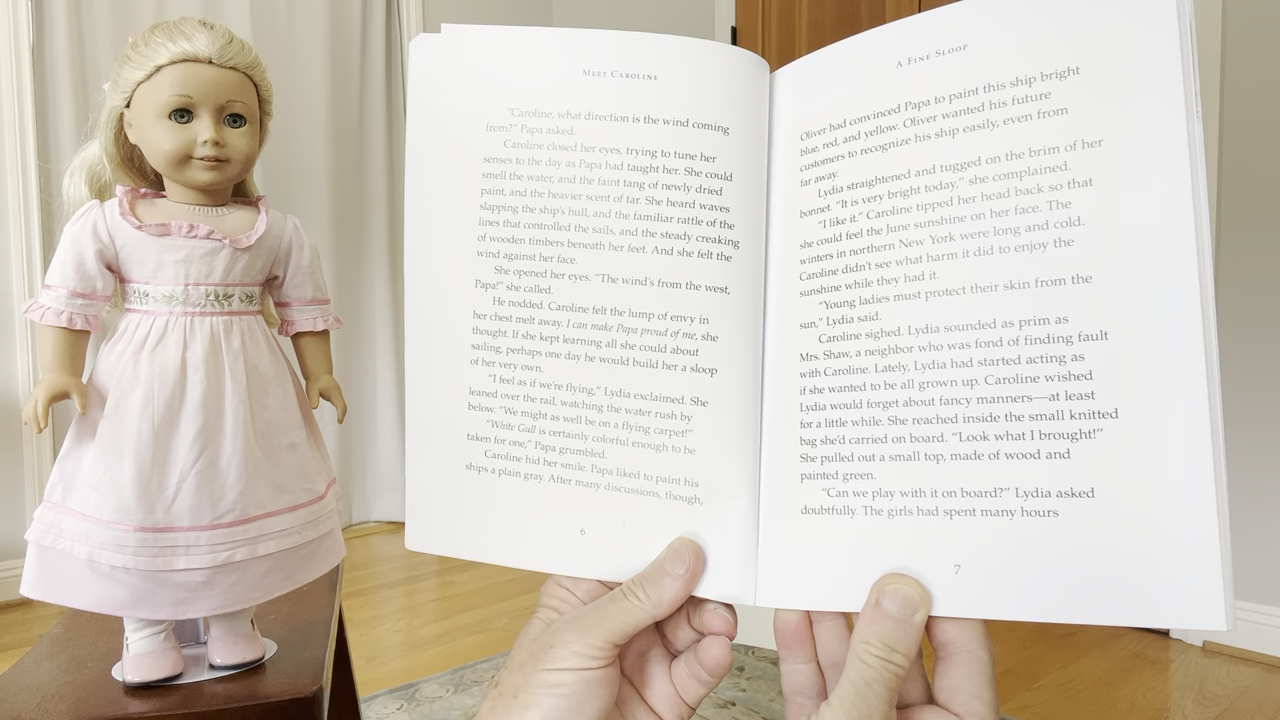 MEET CAROLINE
"Caroline, what direction is the wind coming
from?" Papa asked.
Caroline closed her eyes, trying to tune her
senses to the day as Papa had taught her. She could
smell the water, and the faint tang of newly dried
paint, and the heavier scent of tar. She heard waves
slapping the ship's hull, and the familiar rattle of the
lines that controlled the sails, and the steady creaking
of wooden timbers beneath her feet. And she felt the
wind against her face.
She opened her eyes. "The wind's from the west,
Papa!" she called.
He nodded. Caroline felt the lump of envy in
her chest melt away. I can make Papa proud of me, she
thought. If she kept learning all she could about
sailing, perhaps one day he would build her a sloop
of her very own.
"I feel as if we're flying," Lydia exclaimed. She
leaned over the rail, watching the water rush by
below. "We might as well be on a flying carpet!"
"White Gull is certainly colorful enough to be
taken for one," Papa grumbled.
Caroline hid her smile. Papa liked to paint his
ships a plain gray. After many discussions, though,
6
A FINE SLOOP
Oliver had convinced Papa to paint this ship bright
blue, red, and yellow. Oliver wanted his future
customers to recognize his ship easily, even from
far away.
Lydia straightened and tugged on the brim of her
bonnet. "It is very bright today," she complained.
"I like it." Caroline tipped her head back so that
she could feel the June sunshine on her face. The
winters in northern New York were long and cold.
Caroline didn't see what harm it did to enjoy the
sunshine while they had it.
"Young ladies must protect their skin from the
sun," Lydia said.
Caroline sighed. Lydia sounded as prim as
Mrs. Shaw, a neighbor who was fond of finding fault
with Caroline. Lately, Lydia had started acting as
if she wanted to be all grown up. Caroline wished
Lydia would forget about fancy manners—at least
for a little while. She reached inside the small knitted
bag she'd carried on board. "Look what I brought!"
She pulled out a small top, made of wood and
painted green.
"Can we play with it on board?" Lydia asked
doubtfully. The girls had spent many hours
7